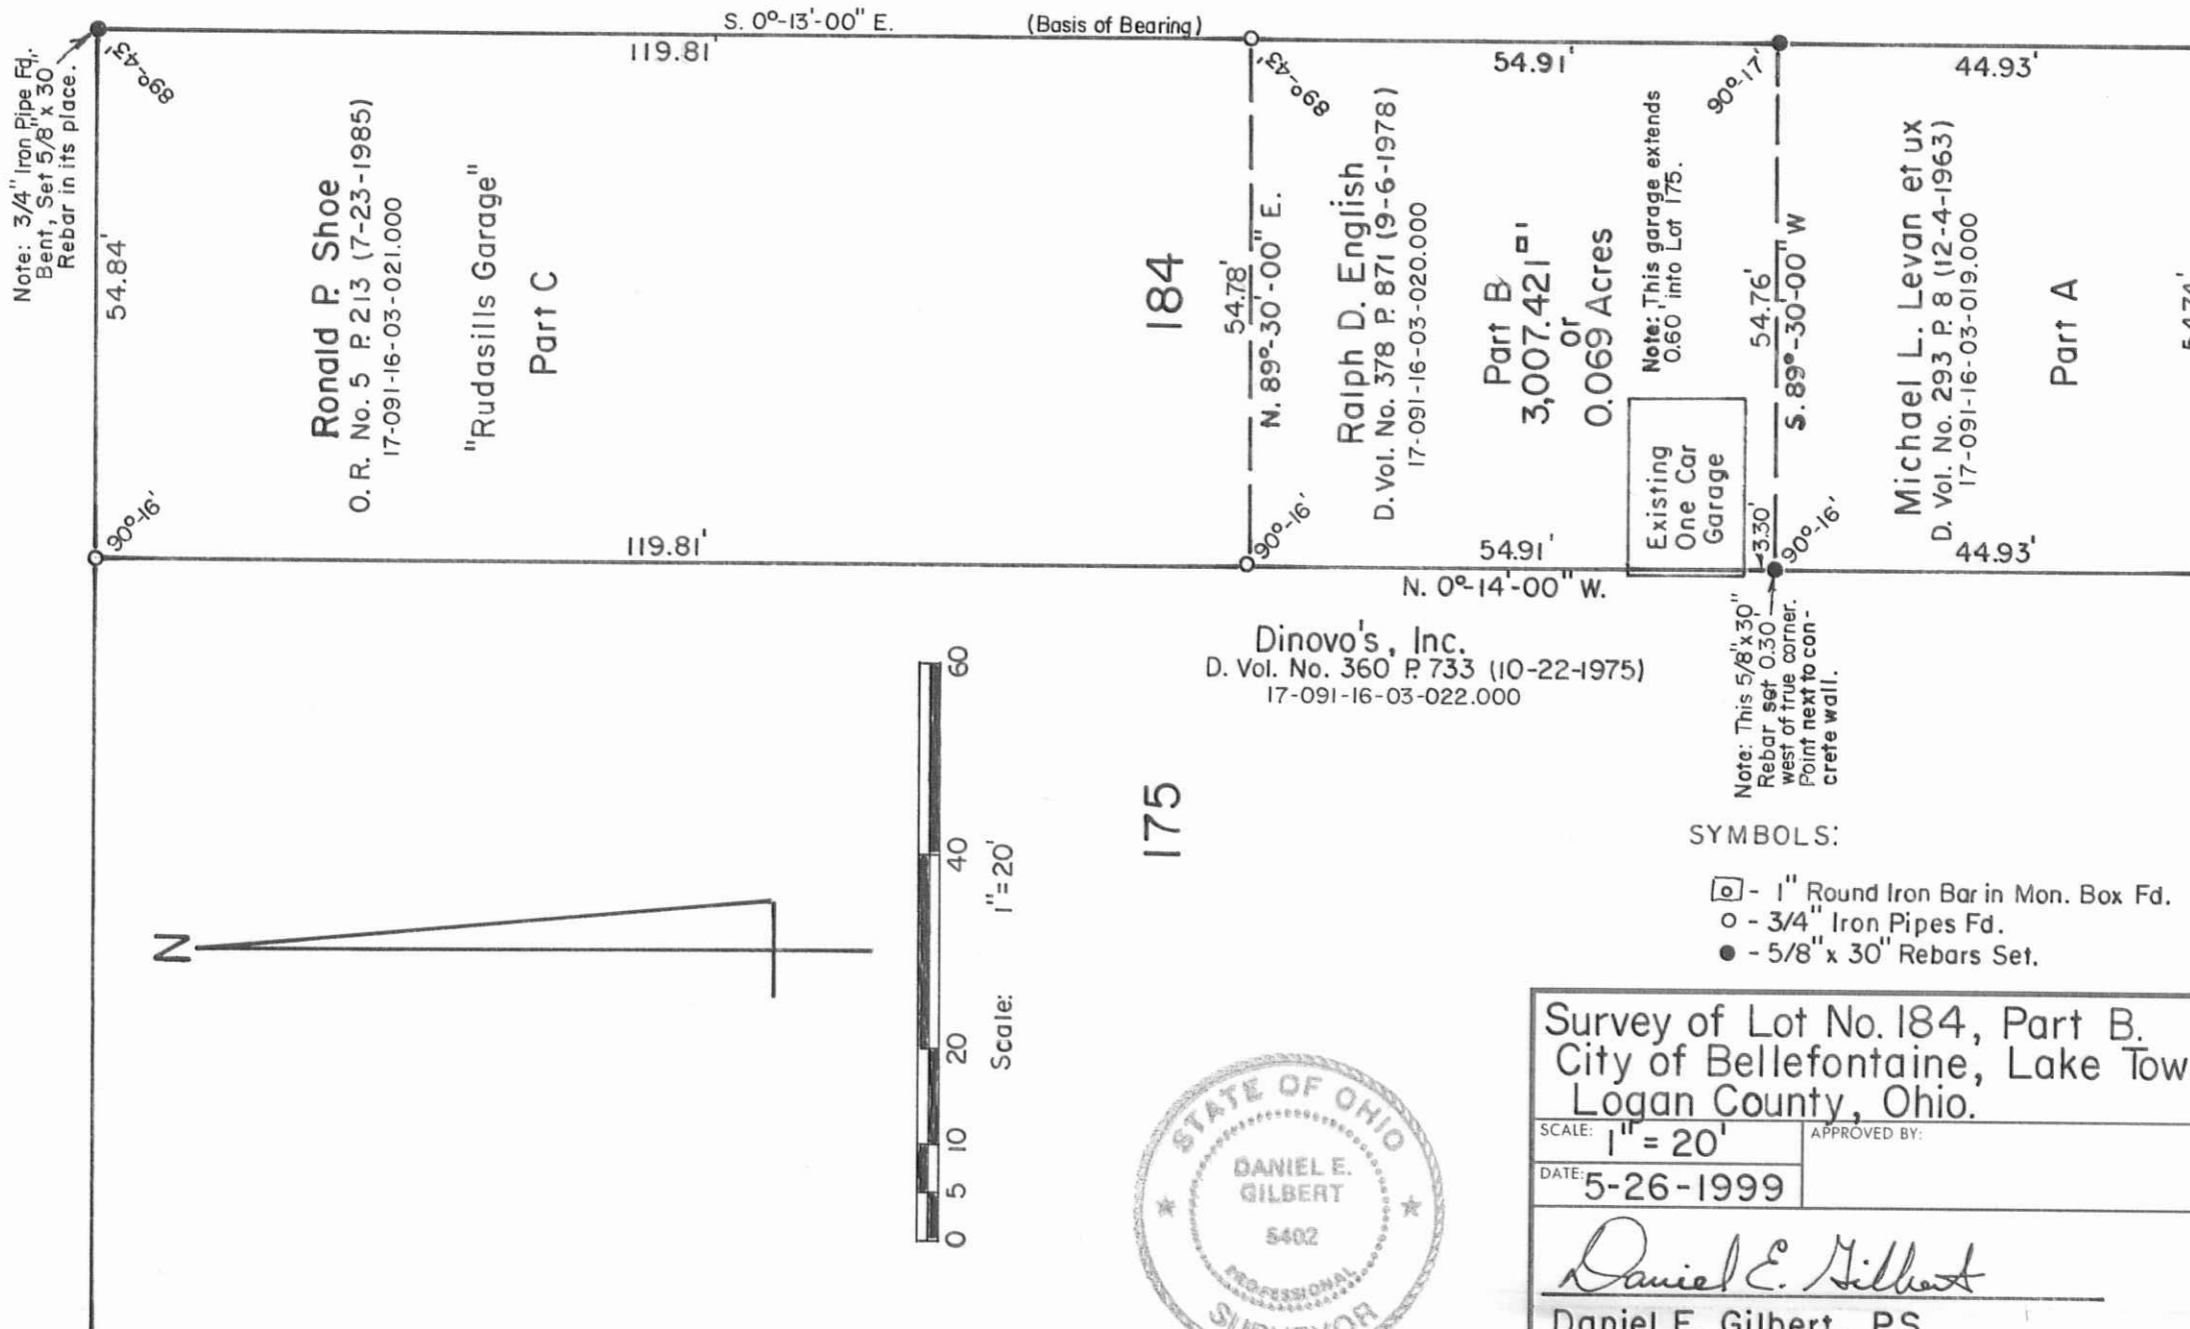 S. 0°-13'-00" E.
(Basis of Bearing)
119.81'
54.91'
44.93'
Note: 3/4" Iron Pipe Fd.,
Bent, Set 5/8" x 30"
Rebar in its place.
89°-43'
54.84'
90°-16'
Ronald P. Shoe
O. R. No. 5 P. 213 (7-23-1985)
17-091-16-03-021.000
"Rudasills Garage"
Part C
119.81'
184
89°-43'
54.78'
N. 89°-30'-00" E.
90°-16'
Ralph D. English
D. Vol. No. 378 P. 871 (9-6-1978)
17-091-16-03-020.000
Part B
3,007.421 □'
or
0.069 Acres
Note: This garage extends
0.60' into Lot 175.
Existing
One Car
Garage
90°-17'
54.76'
S. 89°-30'-00" W
3.30'
90°-16'
54.91'
N. 0°-14'-00" W.
Michael L. Levan et ux
D. Vol. No. 293 P. 8 (12-4-1963)
17-091-16-03-019.000
Part A
44.93'
54.74'
Dinovo's, Inc.
D. Vol. No. 360 P. 733 (10-22-1975)
17-091-16-03-022.000
Note: This 5/8" x 30"
Rebar set 0.30'
west of true corner.
Point next to con-
crete wall.
175
N
0 5 10 20 40 60
Scale: 1" = 20'
SYMBOLS:
- 1" Round Iron Bar in Mon. Box Fd.
- 3/4" Iron Pipes Fd.
- 5/8" x 30" Rebars Set.
STATE OF OHIO
DANIEL E.
GILBERT
5402
PROFESSIONAL
SURVEYOR
Survey of Lot No. 184, Part B.
City of Bellefontaine, Lake Tow
Logan County, Ohio.
SCALE: 1" = 20'
APPROVED BY:
DATE: 5-26-1999
Daniel E. Gilbert
Daniel E. Gilbert, P.S.